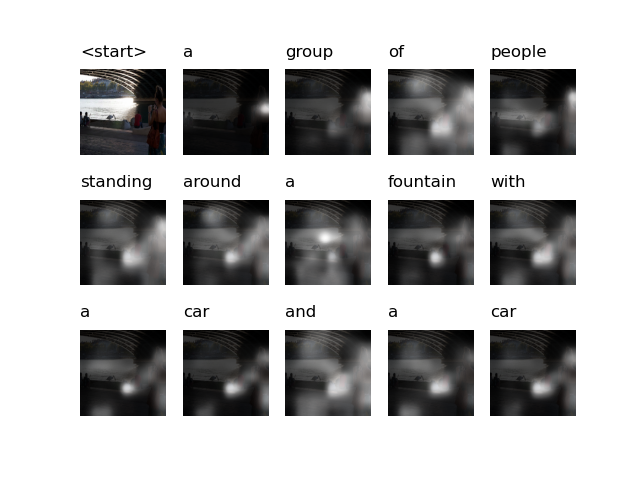 <start> a group of people
standing around a fountain with
a car and a car